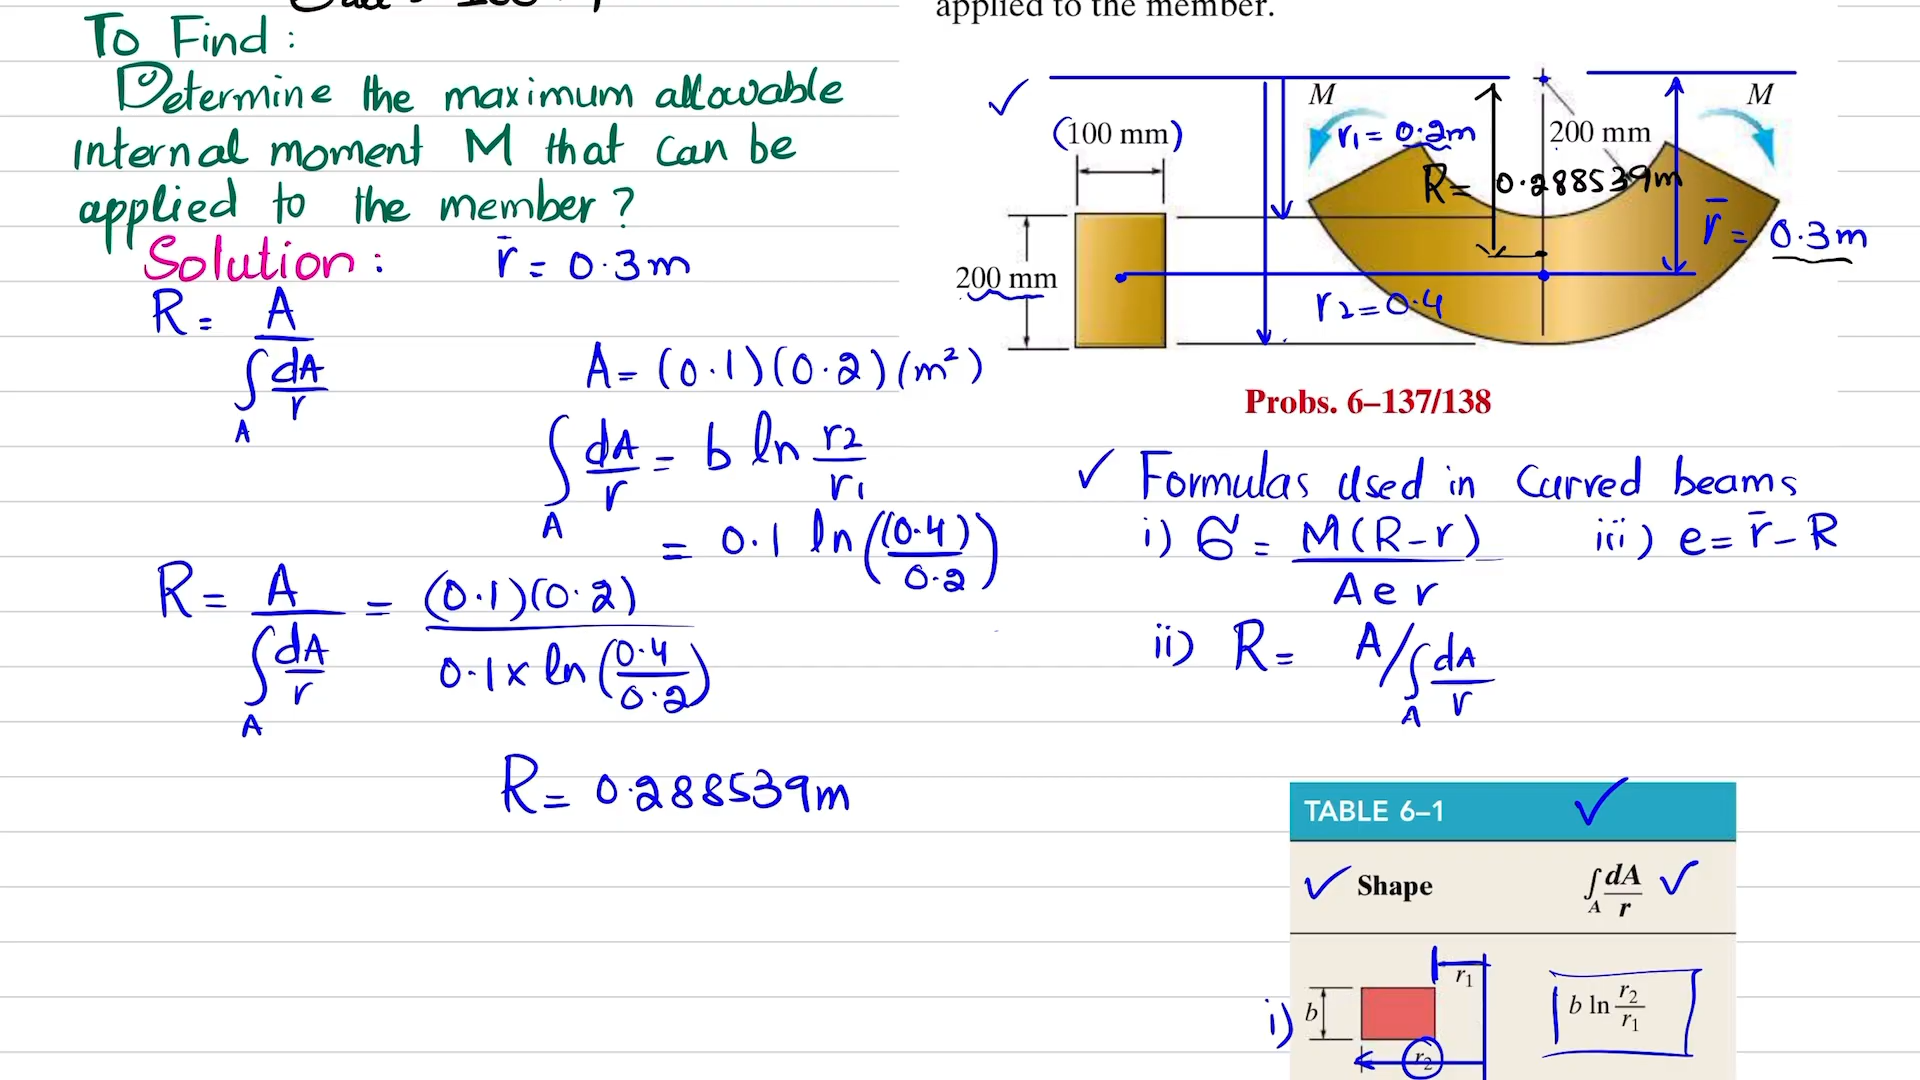 To Find :
Determine the maximum allowable
internal moment M that can be
applied to the member ?
Solution : r̄ = 0.3m
R = A / ∫A dA/r
A = (0.1)(0.2)(m²)
∫A dA/r = b ln r2/r1
= 0.1 ln((0.4)/0.2)
R = A / ∫A dA/r = (0.1)(0.2) / 0.1 x ln(0.4/0.2)
R = 0.288539m
applied to the member.
M
M
(100 mm)
r1 = 0.2m
200 mm
R = 0.288539m
r̄ = 0.3m
200 mm
r2 = 0.4
Probs. 6–137/138
✓ Formulas used in Curved beams
i) σ = M(R-r) / A e r
iii) e = r̄ - R
ii) R = A / ∫A dA/r
TABLE 6–1 ✓
✓ Shape ∫A dA/r ✓
r1
i) b
b ln r2/r1
r2